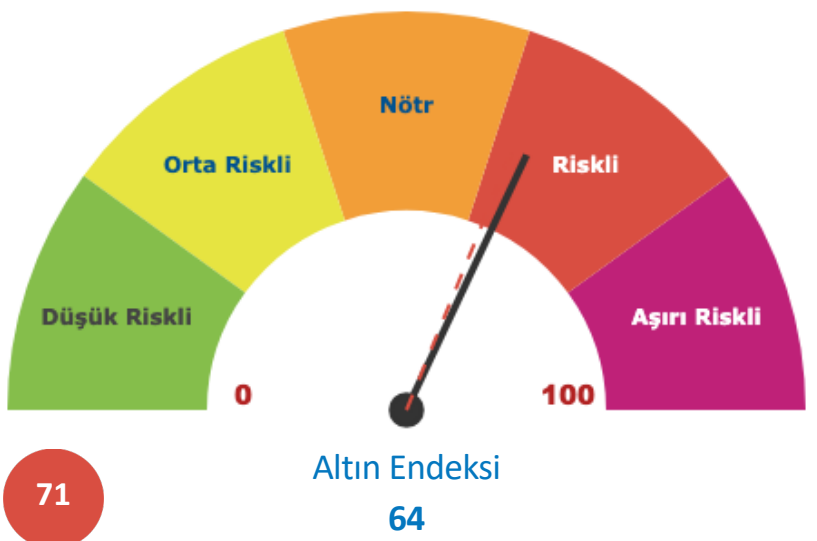 Nötr
Orta Riskli
Riskli
Düşük Riskli
Aşırı Riskli
0
100
Altın Endeksi
71
64